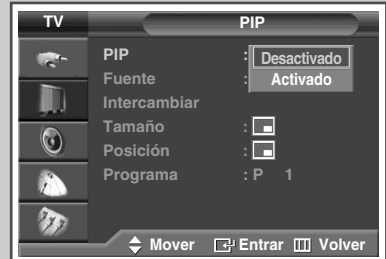 TV PIP
PIP : Desactivado
Fuente : Activado
Intercambiar
Tamaño :
Posición :
Programa : P 1
Mover Entrar Volver